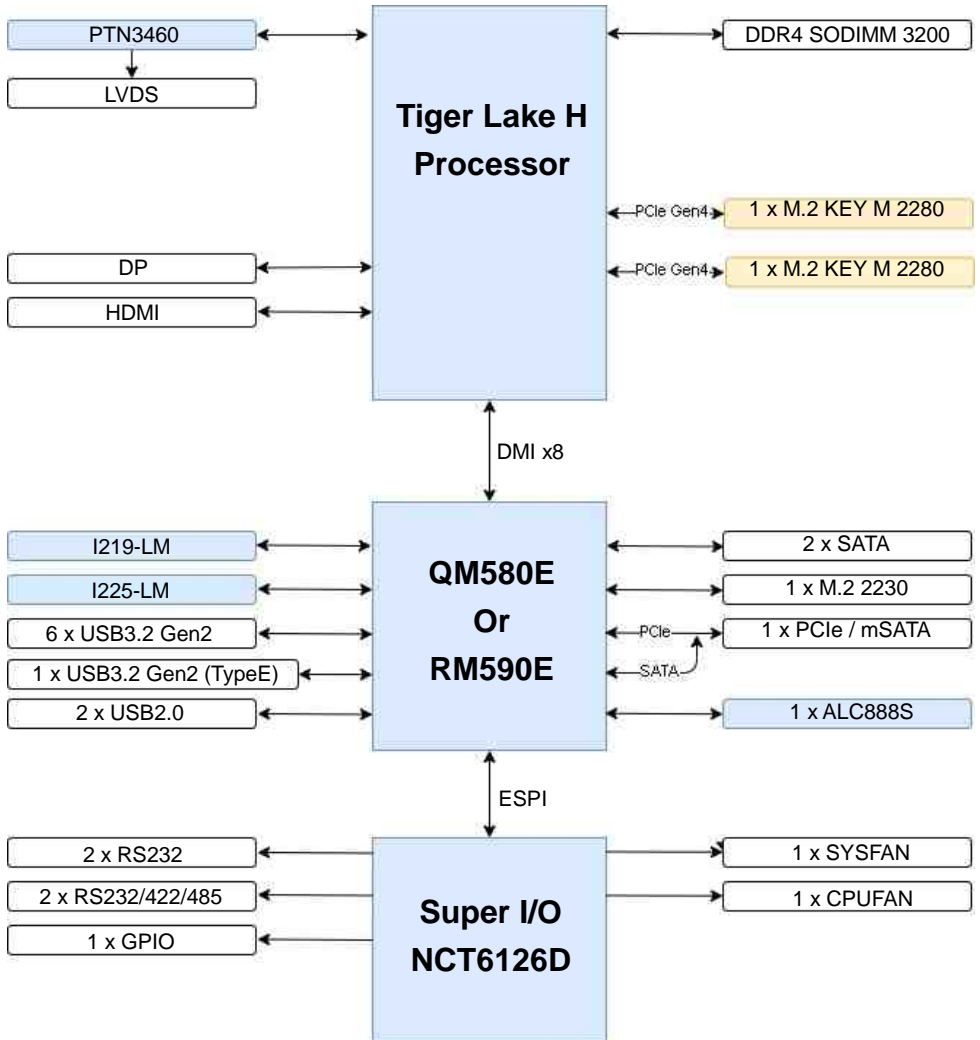 PTN3460
DDR4 SODIMM 3200
LVDS
Tiger Lake H
Processor
PCIe Gen4
1 x M.2 KEY M 2280
DP
PCIe Gen4
1 x M.2 KEY M 2280
HDMI
DMI x8
I219-LM
2 x SATA
I225-LM
QM580E
Or
RM590E
1 x M.2 2230
6 x USB3.2 Gen2
PCIe
1 x PCIe / mSATA
1 x USB3.2 Gen2 (TypeE)
SATA
2 x USB2.0
1 x ALC888S
ESPI
2 x RS232
1 x SYSFAN
2 x RS232/422/485
1 x CPUFAN
Super I/O
NCT6126D
1 x GPIO